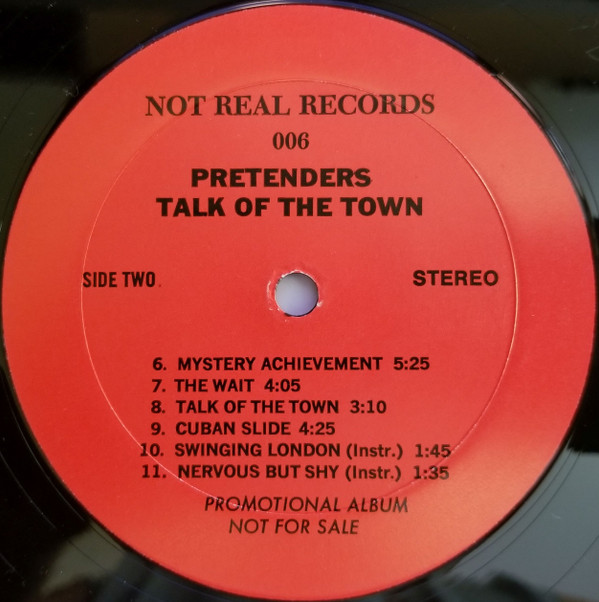 NOT REAL RECORDS
006
PRETENDERS
TALK OF THE TOWN
SIDE TWO
STEREO
6. MYSTERY ACHIEVEMENT 5:25
7. THE WAIT 4:05
8. TALK OF THE TOWN 3:10
9. CUBAN SLIDE 4:25
10. SWINGING LONDON (Instr.) 1:45
11. NERVOUS BUT SHY (Instr.) 1:35
PROMOTIONAL ALBUM
NOT FOR SALE